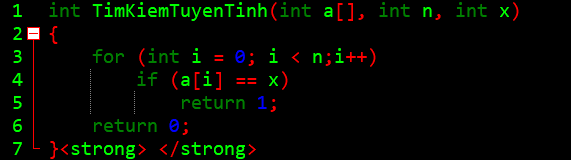 1 int TimKiemTuyenTinh(int a[], int n, int x)
2 {
3 for (int i = 0; i < n;i++)
4 if (a[i] == x)
5 return 1;
6 return 0;
7 }<strong> </strong>